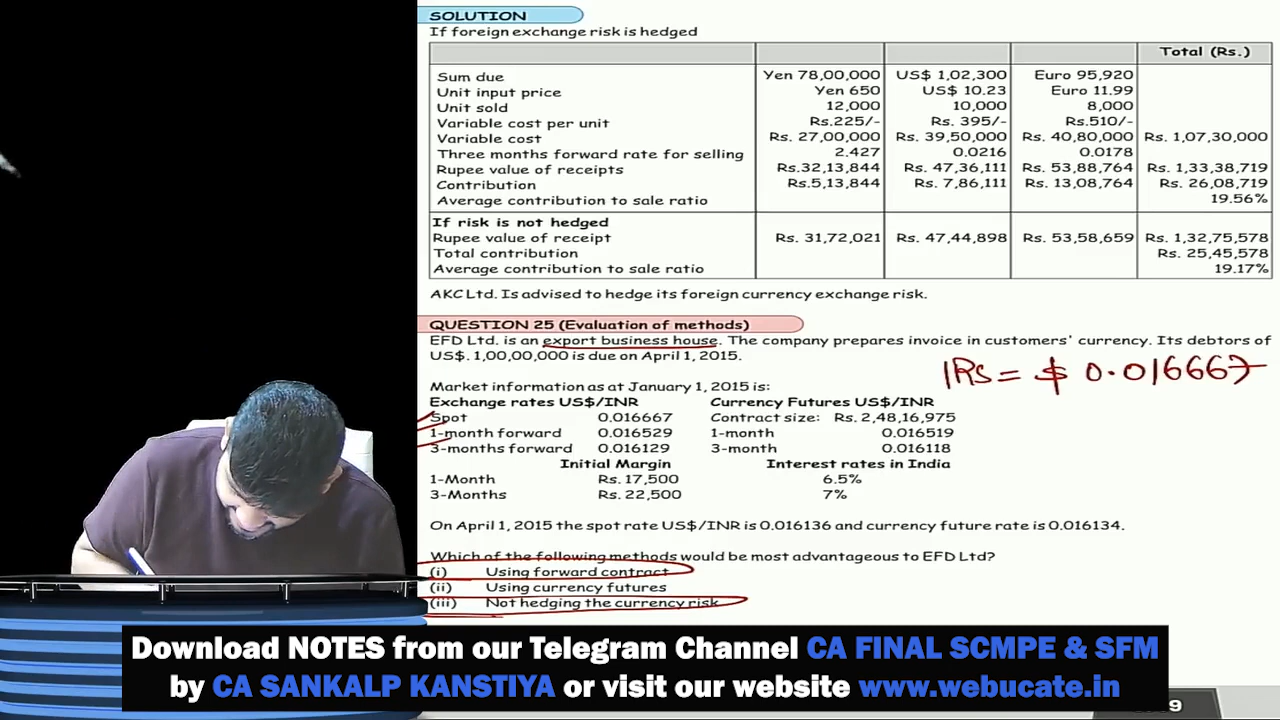 SOLUTION
If foreign exchange risk is hedged
Total (Rs.)
Sum due Yen 78,00,000 US$ 1,02,300 Euro 95,920
Unit input price Yen 650 US$ 10.23 Euro 11.99
Unit sold 12,000 10,000 8,000
Variable cost per unit Rs.225/- Rs. 395/- Rs.510/-
Variable cost Rs. 27,00,000 Rs. 39,50,000 Rs. 40,80,000 Rs. 1,07,30,000
Three months forward rate for selling 2.427 0.0216 0.0178
Rupee value of receipts Rs.32,13,844 Rs. 47,36,111 Rs. 53,88,764 Rs. 1,33,38,719
Contribution Rs.5,13,844 Rs. 7,86,111 Rs. 13,08,764 Rs. 26,08,719
Average contribution to sale ratio 19.56%
If risk is not hedged
Rupee value of receipt Rs. 31,72,021 Rs. 47,44,898 Rs. 53,58,659 Rs. 1,32,75,578
Total contribution Rs. 25,45,578
Average contribution to sale ratio 19.17%
AKC Ltd. Is advised to hedge its foreign currency exchange risk.
QUESTION 25 (Evaluation of methods)
EFD Ltd. is an export business house. The company prepares invoice in customers' currency. Its debtors of
US$. 1,00,00,000 is due on April 1, 2015.
1Rs = $ 0.016667
Market information as at January 1, 2015 is:
Exchange rates US$/INR Currency Futures US$/INR
Spot 0.016667 Contract size: Rs. 2,48,16,975
1-month forward 0.016529 1-month 0.016519
3-months forward 0.016129 3-month 0.016118
Initial Margin Interest rates in India
1-Month Rs. 17,500 6.5%
3-Months Rs. 22,500 7%
On April 1, 2015 the spot rate US$/INR is 0.016136 and currency future rate is 0.016134.
Which of the following methods would be most advantageous to EFD Ltd?
(i) Using forward contract
(ii) Using currency futures
(iii) Not hedging the currency risk
Download NOTES from our Telegram Channel CA FINAL SCMPE & SFM
by CA SANKALP KANSTIYA or visit our website www.webucate.in